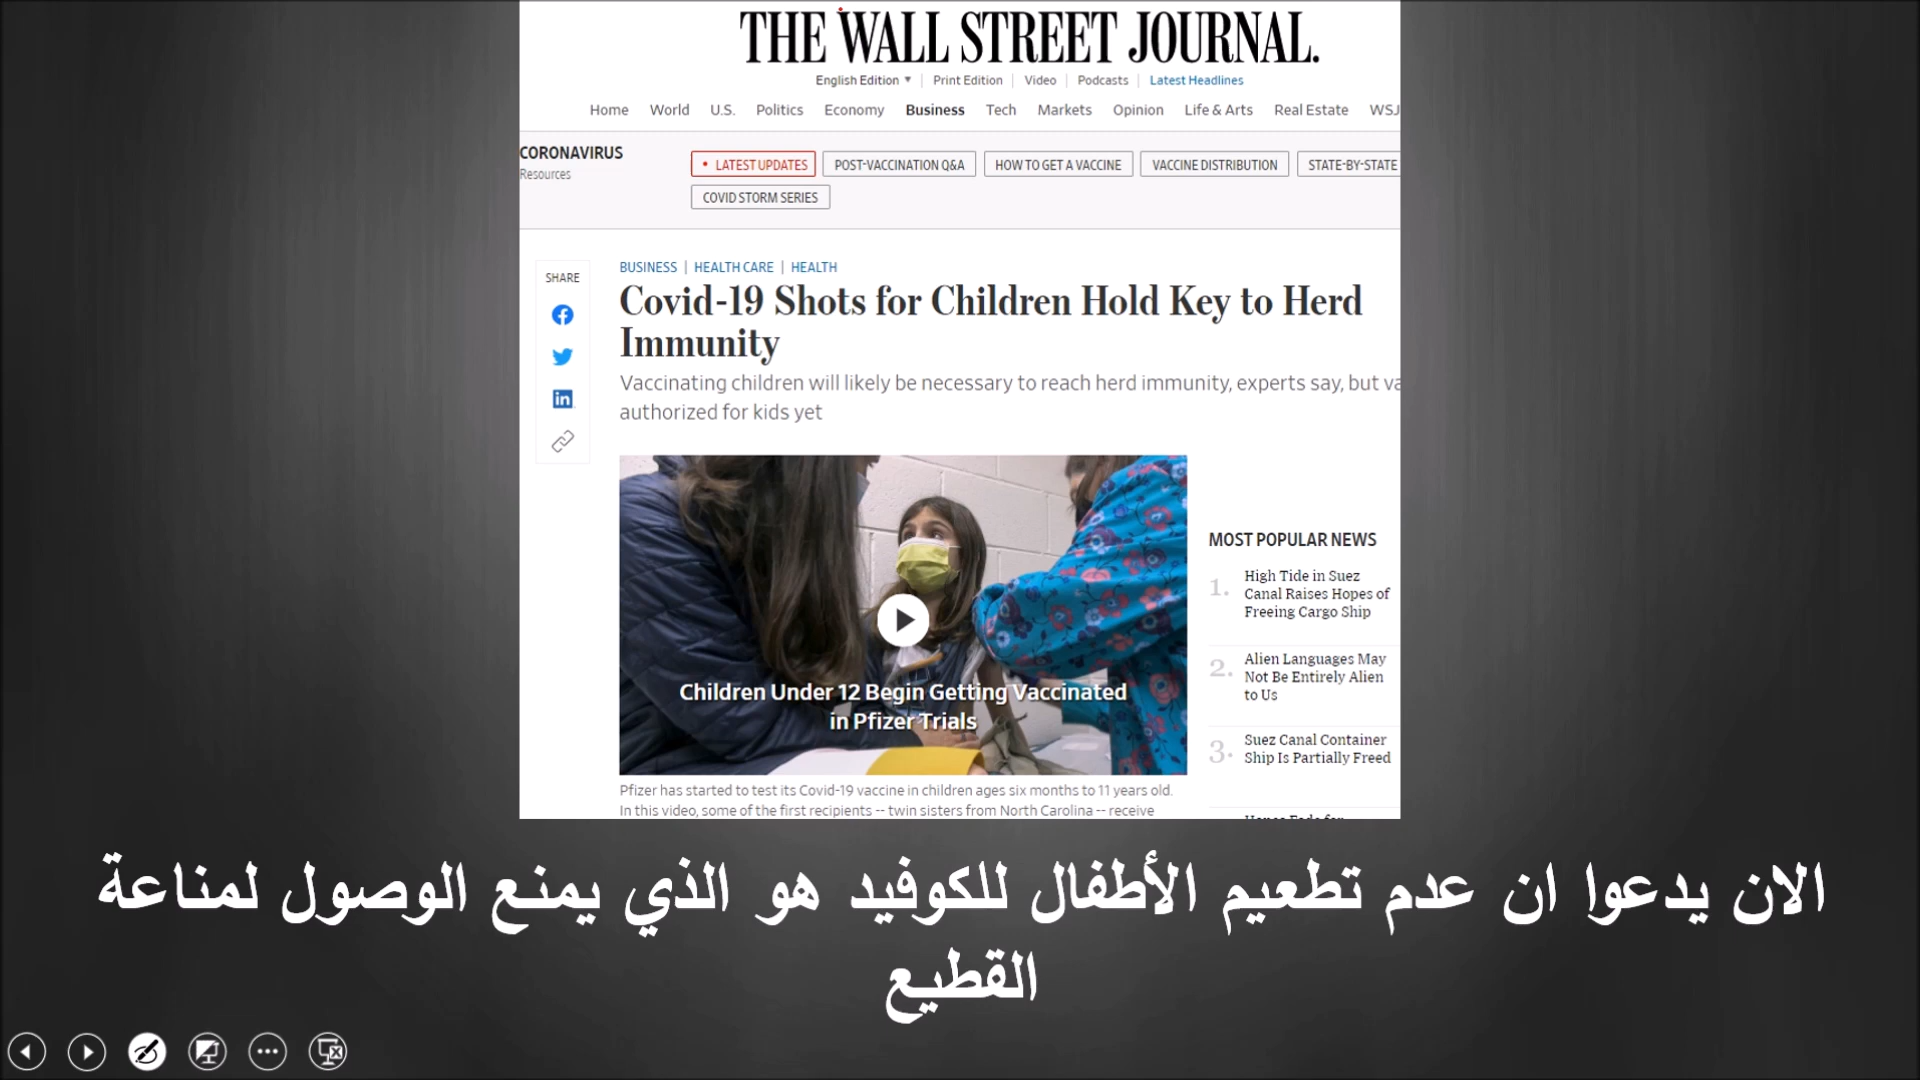 THE WALL STREET JOURNAL.
English Edition ▼ | Print Edition | Video | Podcasts | Latest Headlines
Home World U.S. Politics Economy Business Tech Markets Opinion Life & Arts Real Estate WSJ
CORONAVIRUS
Resources
• LATEST UPDATES POST-VACCINATION Q&A HOW TO GET A VACCINE VACCINE DISTRIBUTION STATE-BY-STATE
COVID STORM SERIES
SHARE
BUSINESS | HEALTH CARE | HEALTH
Covid-19 Shots for Children Hold Key to Herd
Immunity
Vaccinating children will likely be necessary to reach herd immunity, experts say, but va
authorized for kids yet
Children Under 12 Begin Getting Vaccinated
in Pfizer Trials
Pfizer has started to test its Covid-19 vaccine in children ages six months to 11 years old.
In this video, some of the first recipients -- twin sisters from North Carolina -- receive
MOST POPULAR NEWS
1. High Tide in Suez
Canal Raises Hopes of
Freeing Cargo Ship
2. Alien Languages May
Not Be Entirely Alien
to Us
3. Suez Canal Container
Ship Is Partially Freed
الان يدعوا ان عدم تطعيم الأطفال للكوفيد هو الذي يمنع الوصول لمناعة
القطيع